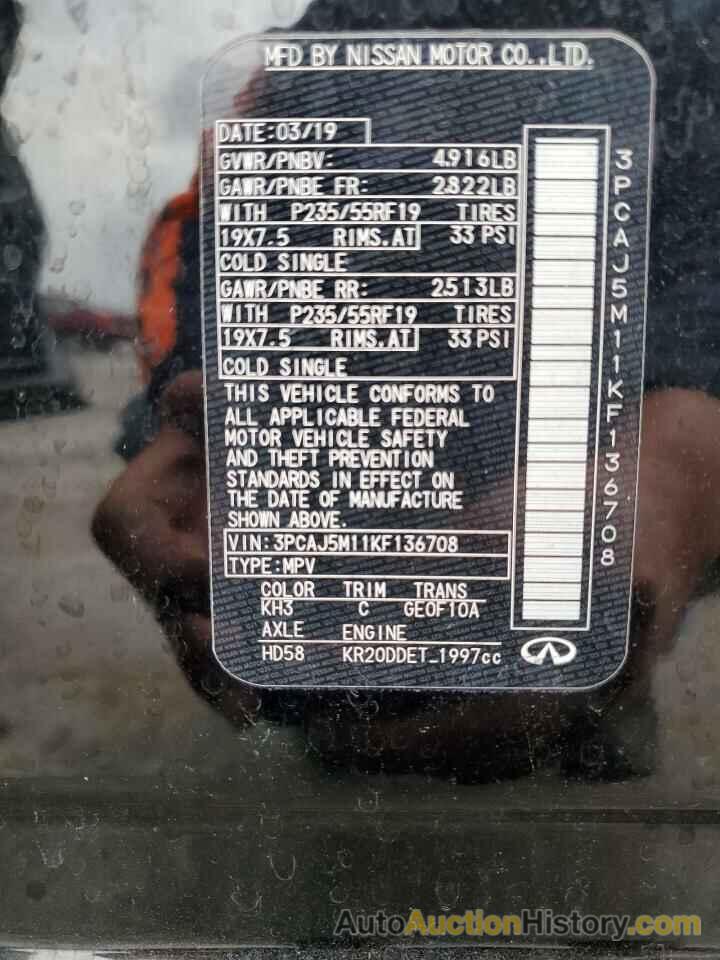 MFD BY NISSAN MOTOR CO.,LTD.
DATE:03/19
GVWR/PNBV: 4916LB
GAWR/PNBE FR: 2822LB
WITH P235/55RF19 TIRES
19X7.5 RIMS.AT 33 PSI
COLD SINGLE
GAWR/PNBE RR: 2513LB
WITH P235/55RF19 TIRES
19X7.5 RIMS.AT 33 PSI
COLD SINGLE
THIS VEHICLE CONFORMS TO
ALL APPLICABLE FEDERAL
MOTOR VEHICLE SAFETY
AND THEFT PREVENTION
STANDARDS IN EFFECT ON
THE DATE OF MANUFACTURE
SHOWN ABOVE.
VIN:3PCAJ5M11KF136708
TYPE:MPV
COLOR TRIM TRANS
KH3 C GE0F10A
AXLE ENGINE
HD58 KR20DDET_1997cc
3PCAJ5M11KF136708
AutoAuctionHistory.com